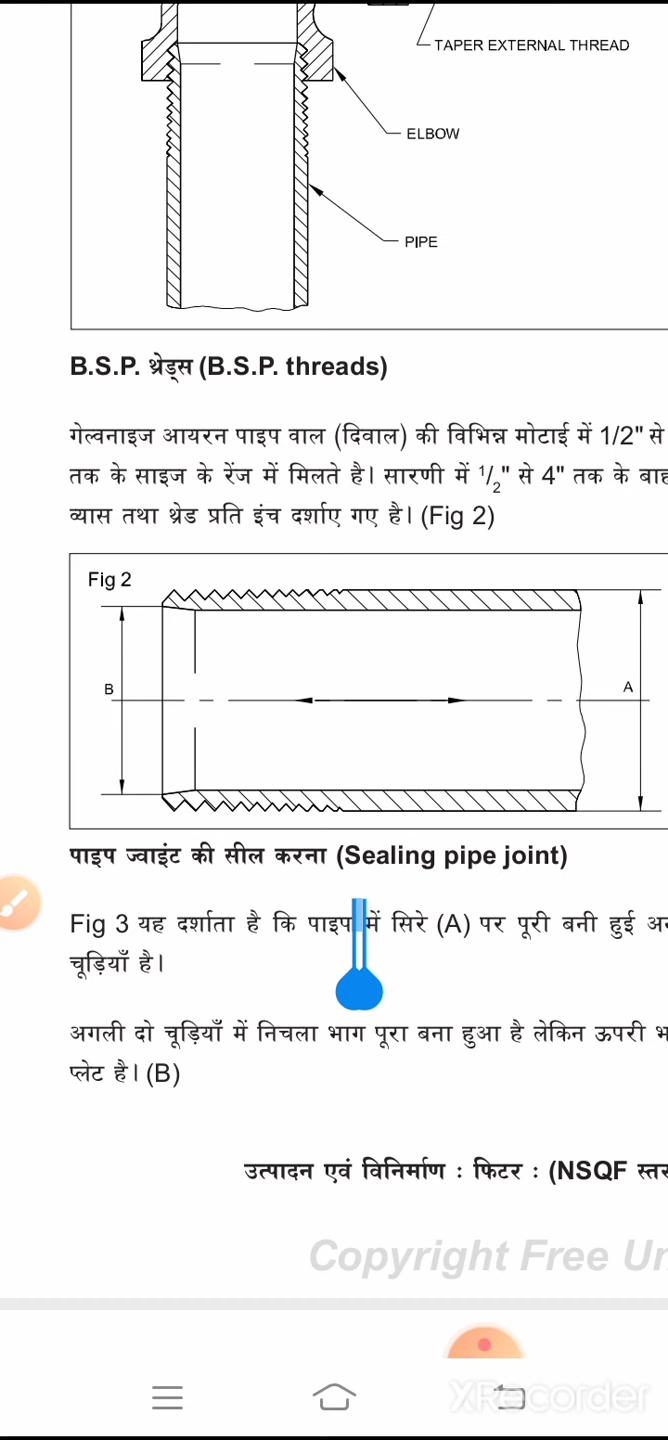 TAPER EXTERNAL THREAD
ELBOW
PIPE
B.S.P. थ्रेड्स (B.S.P. threads)
गेल्वनाइज आयरन पाइप वाल (दिवाल) की विभिन्न मोटाई में 1/2" से
तक के साइज के रेंज में मिलते है। सारणी में 1/2" से 4" तक के
व्यास तथा थ्रेड प्रति इंच दर्शाए गए है। (Fig 2)
Fig 2
B
A
पाइप ज्वाइंट की सील करना (Sealing pipe joint)
Fig 3 यह दर्शाता है कि पाइप में सिरे (A) पर पूरी बनी हुई
चूड़ियाँ है।
अगली दो चूड़ियाँ में निचला भाग पूरा बना हुआ है लेकिन ऊपरी
प्लेट है। (B)
उत्पादन एवं विनिर्माण : फिटर : (NSQF
Copyright Free
XRecorder